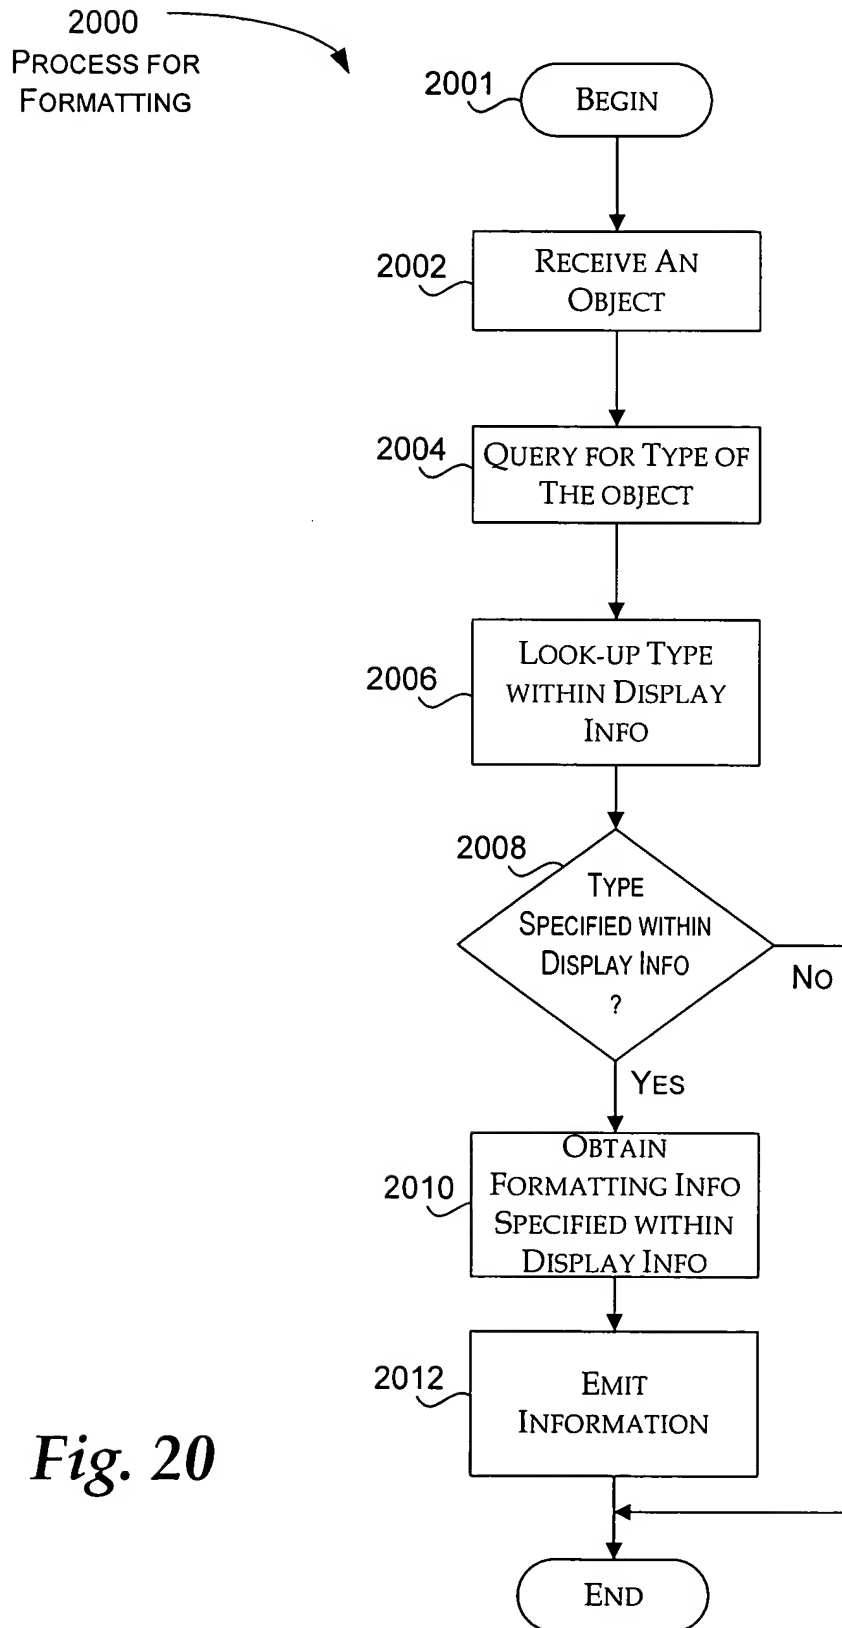 2000
PROCESS FOR
FORMATTING
2001
BEGIN
2002
RECEIVE AN
OBJECT
2004
QUERY FOR TYPE OF
THE OBJECT
2006
LOOK-UP TYPE
WITHIN DISPLAY
INFO
2008
TYPE
SPECIFIED WITHIN
DISPLAY INFO
?
NO
YES
2010
OBTAIN
FORMATTING INFO
SPECIFIED WITHIN
DISPLAY INFO
2012
EMIT
INFORMATION
Fig. 20
END